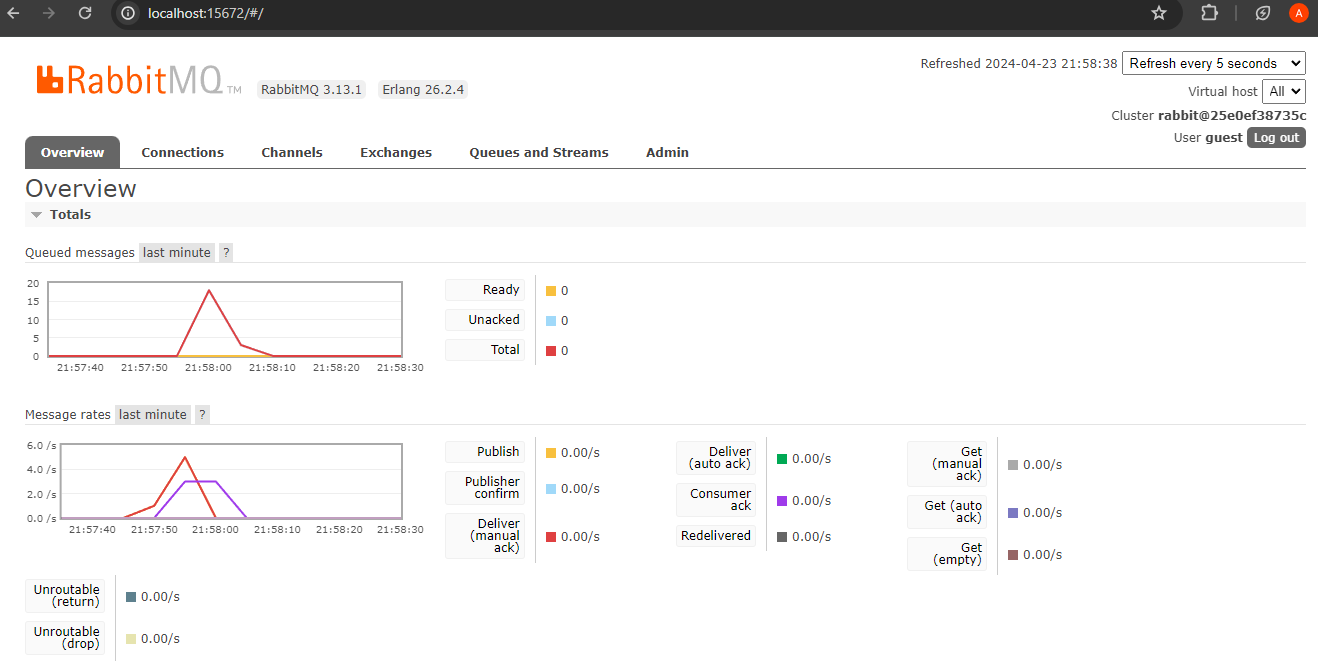 localhost:15672/#/
A
RabbitMQ TM
RabbitMQ 3.13.1
Erlang 26.2.4
Refreshed 2024-04-23 21:58:38
Refresh every 5 seconds
Virtual host All
Cluster rabbit@25e0ef38735c
User guest Log out
Overview Connections Channels Exchanges Queues and Streams Admin
Overview
Totals
Queued messages last minute ?
20
15
10
5
0
21:57:40 21:57:50 21:58:00 21:58:10 21:58:20 21:58:30
Ready 0
Unacked 0
Total 0
Message rates last minute ?
6.0 /s
4.0 /s
2.0 /s
0.0 /s
21:57:40 21:57:50 21:58:00 21:58:10 21:58:20 21:58:30
Publish 0.00/s
Publisher
confirm 0.00/s
Deliver
(manual
ack) 0.00/s
Deliver
(auto ack) 0.00/s
Consumer
ack 0.00/s
Redelivered 0.00/s
Get
(manual
ack) 0.00/s
Get (auto
ack) 0.00/s
Get
(empty) 0.00/s
Unroutable
(return) 0.00/s
Unroutable
(drop) 0.00/s